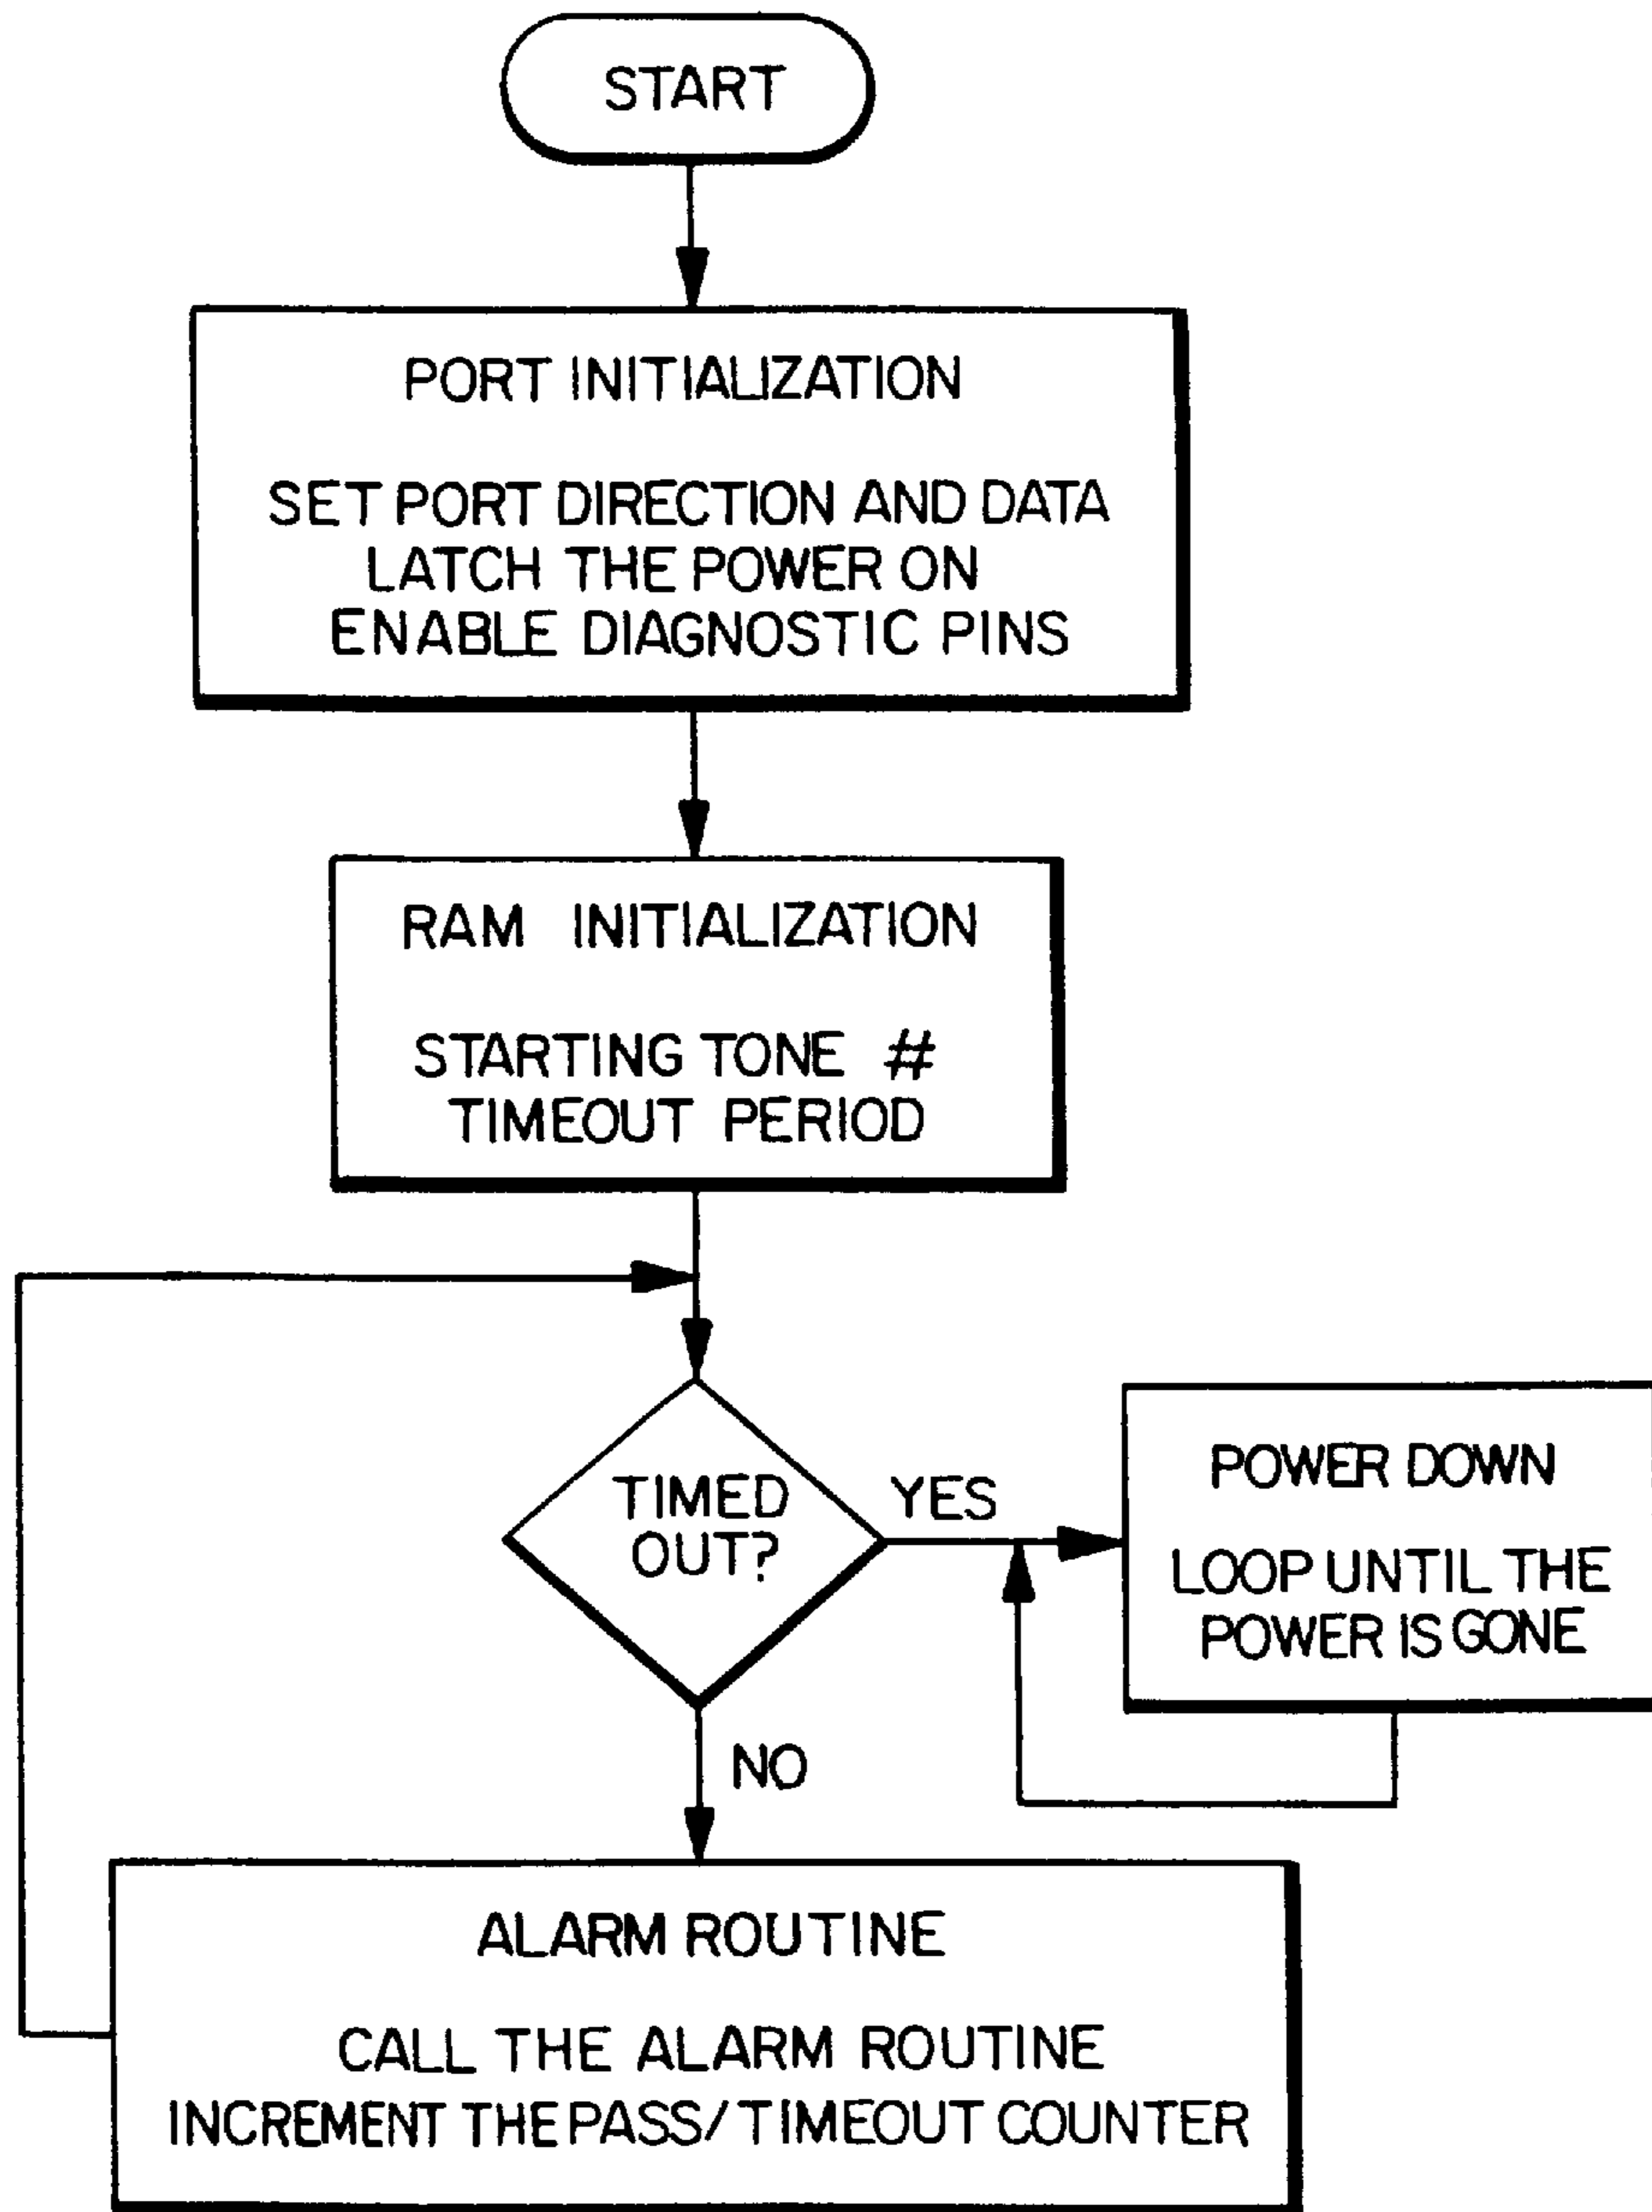 START
PORT INITIALIZATION
SET PORT DIRECTION AND DATA
LATCH THE POWER ON
ENABLE DIAGNOSTIC PINS
RAM INITIALIZATION
STARTING TONE #
TIMEOUT PERIOD
TIMED
OUT?
YES
POWER DOWN
LOOP UNTIL THE
POWER IS GONE
NO
ALARM ROUTINE
CALL THE ALARM ROUTINE
INCREMENT THE PASS/TIMEOUT COUNTER